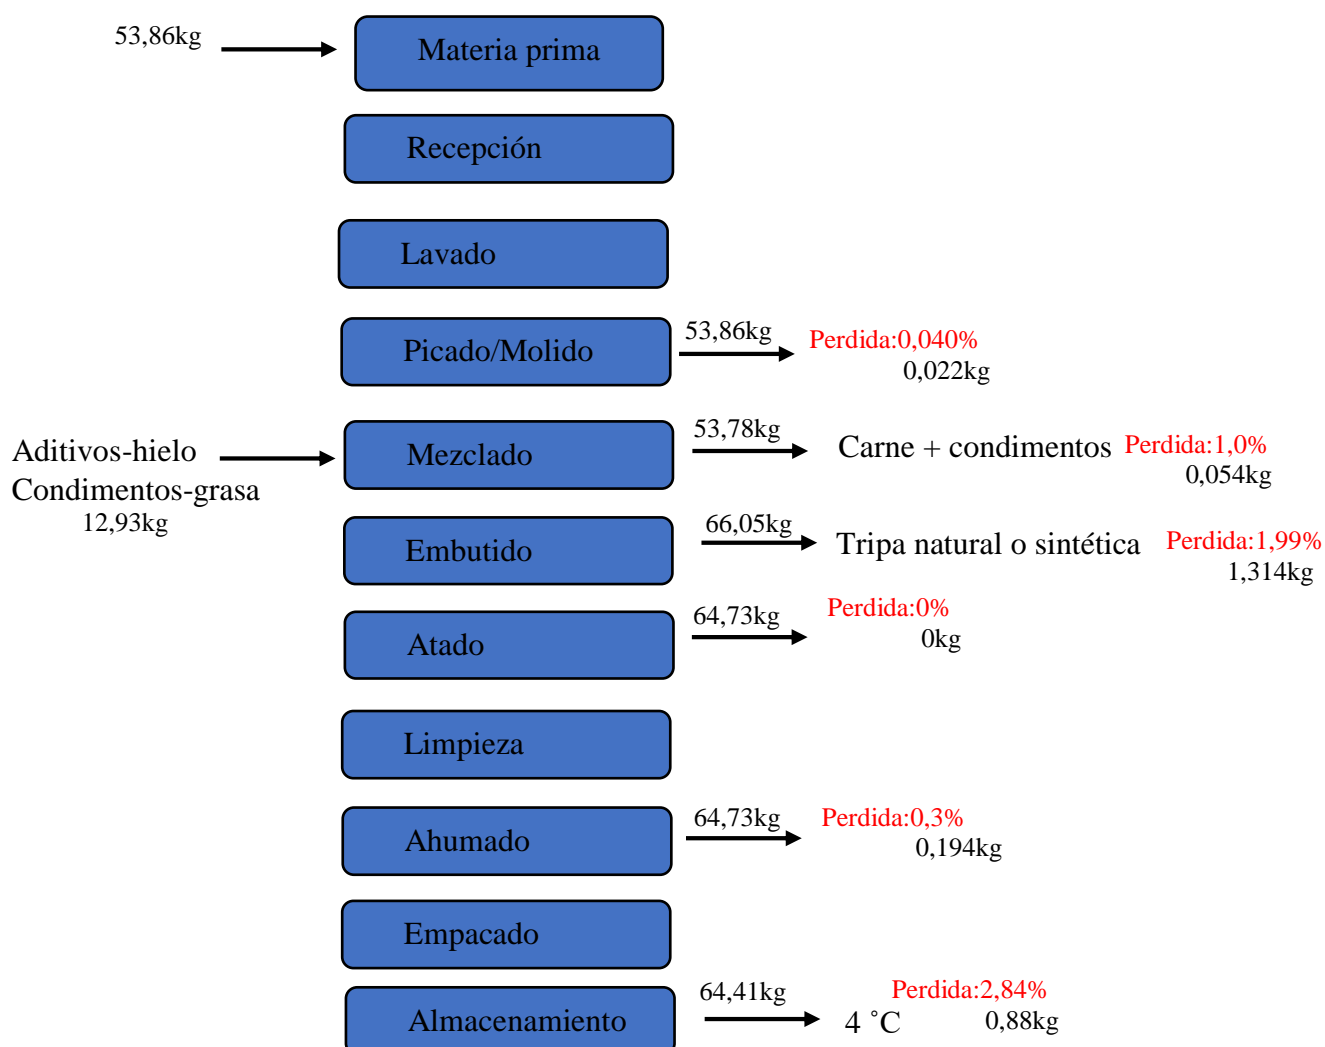 53,86kg
Materia prima
Recepción
Lavado
Picado/Molido
53,86kg
Perdida:0,040%
0,022kg
Aditivos-hielo
Condimentos-grasa
12,93kg
Mezclado
53,78kg
Carne + condimentos
Perdida:1,0%
0,054kg
Embutido
66,05kg
Tripa natural o sintética
Perdida:1,99%
1,314kg
Atado
64,73kg
Perdida:0%
0kg
Limpieza
Ahumado
64,73kg
Perdida:0,3%
0,194kg
Empacado
Almacenamiento
64,41kg
4 ˚C
Perdida:2,84%
0,88kg